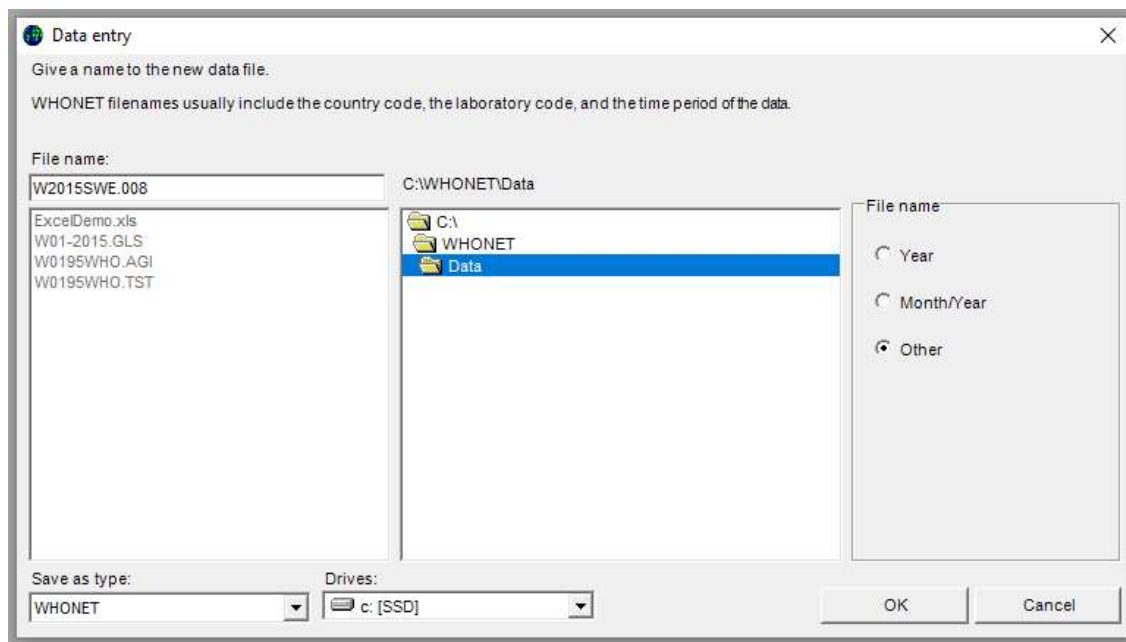 Data entry
Give a name to the new data file.
WHONET filenames usually include the country code, the laboratory code, and the time period of the data.
File name:
W2015SWE.008
C:\WHONET\Data
ExcelDemo.xls
W01-2015.GLS
W0195WHO.AGI
W0195WHO.TST
C:\
WHONET
Data
File name
Year
Month/Year
Other
Save as type:
WHONET
Drives:
c: [SSD]
OK
Cancel